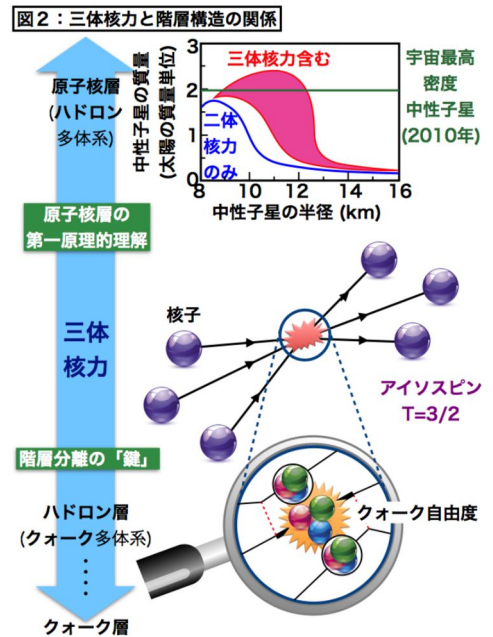 図２：三体核力と階層構造の関係
原子核層
(ハドロン
多体系)
中性子星の質量
(太陽の質量単位)
3
2
1
0
三体核力含む
二体
核力
のみ
8
10
12
14
16
中性子星の半径 (km)
宇宙最高
密度
中性子星
(2010年)
原子核層の
第一原理的理解
三体
核力
核子
アイソスピン
T=3/2
階層分離の「鍵」
ハドロン層
(クォーク多体系)
クォーク自由度
クォーク層